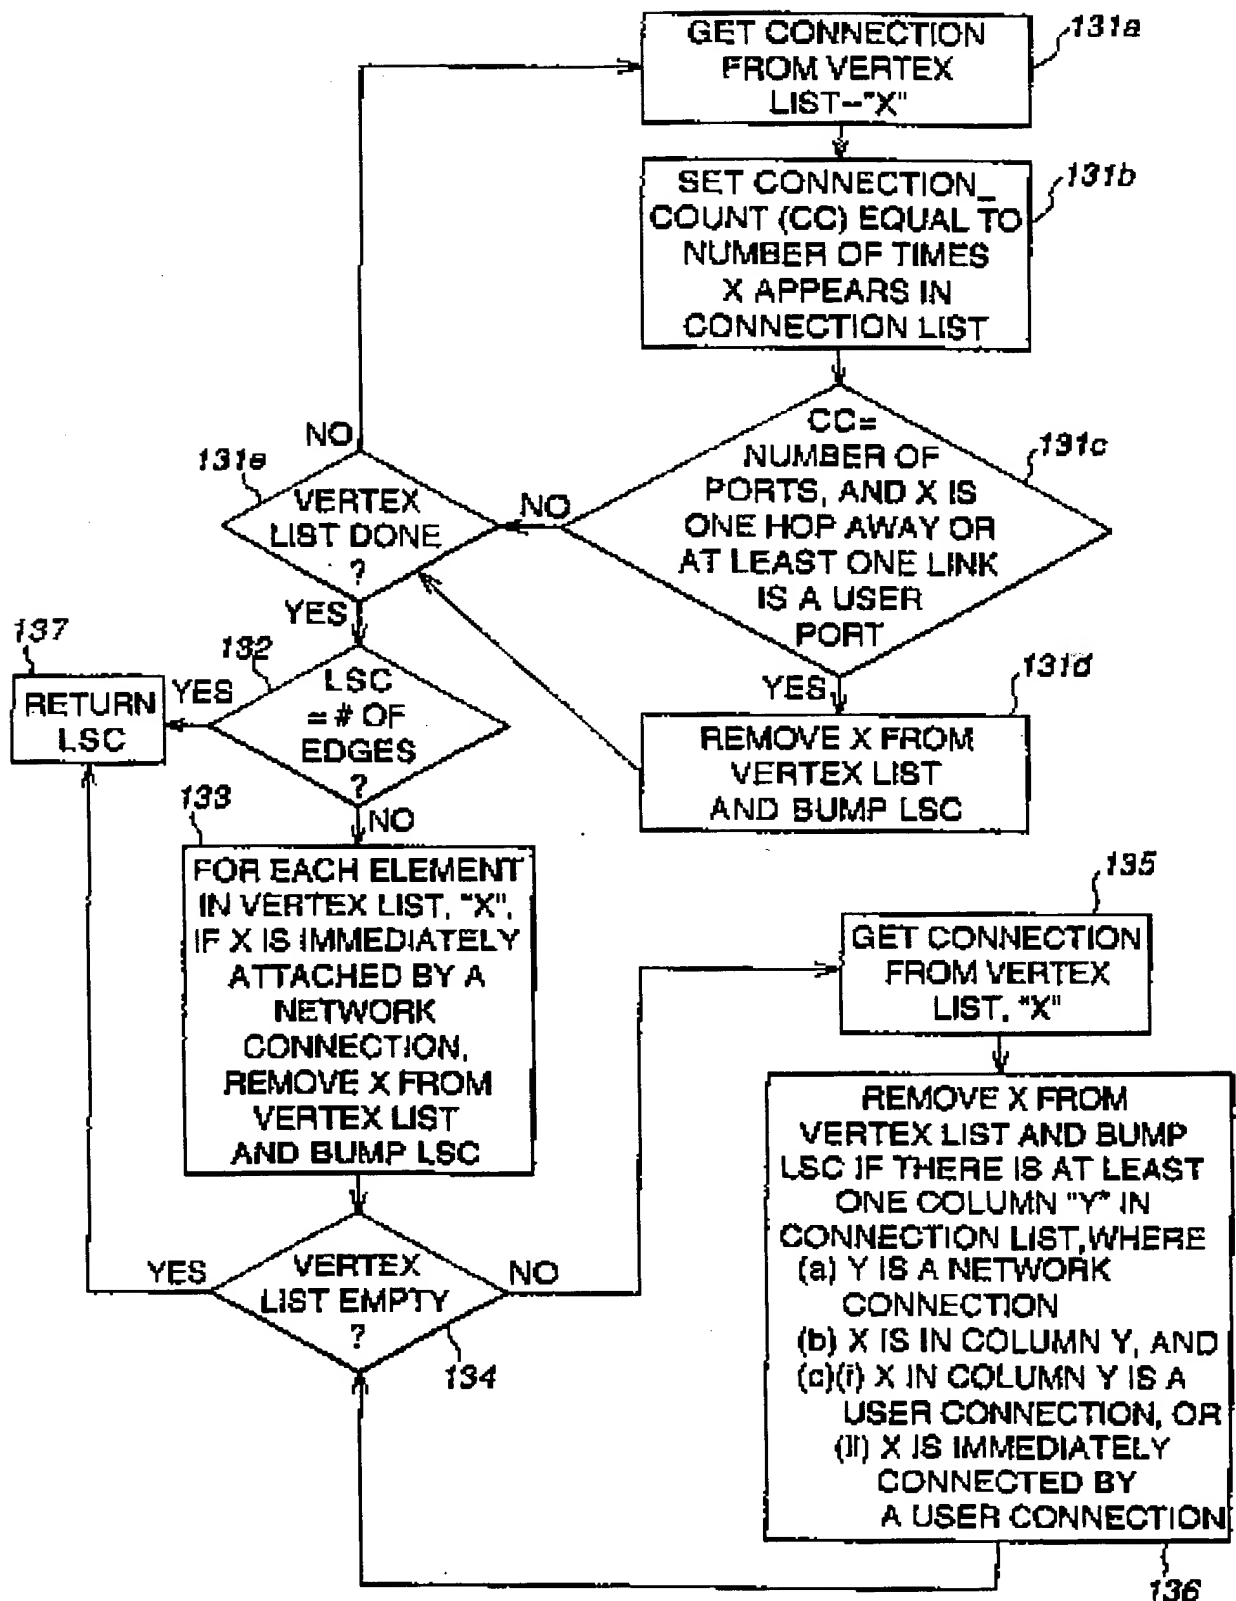 GET CONNECTION
FROM VERTEX
LIST-"X"
131a
SET CONNECTION_
COUNT (CC) EQUAL TO
NUMBER OF TIMES
X APPEARS IN
CONNECTION LIST
131b
CC=
NUMBER OF
PORTS, AND X IS
ONE HOP AWAY OR
AT LEAST ONE LINK
IS A USER
PORT
131c
NO
YES
131d
REMOVE X FROM
VERTEX LIST
AND BUMP LSC
131e
NO
VERTEX
LIST DONE
?
YES
132
LSC
= # OF
EDGES
?
YES
137
RETURN
LSC
NO
133
FOR EACH ELEMENT
IN VERTEX LIST, "X",
IF X IS IMMEDIATELY
ATTACHED BY A
NETWORK
CONNECTION,
REMOVE X FROM
VERTEX LIST
AND BUMP LSC
YES
VERTEX
LIST EMPTY
?
NO
134
135
GET CONNECTION
FROM VERTEX
LIST, "X"
REMOVE X FROM
VERTEX LIST AND BUMP
LSC IF THERE IS AT LEAST
ONE COLUMN "Y" IN
CONNECTION LIST, WHERE
(a) Y IS A NETWORK
CONNECTION
(b) X IS IN COLUMN Y, AND
(c)(i) X IN COLUMN Y IS A
USER CONNECTION, OR
(ii) X IS IMMEDIATELY
CONNECTED BY
A USER CONNECTION
136